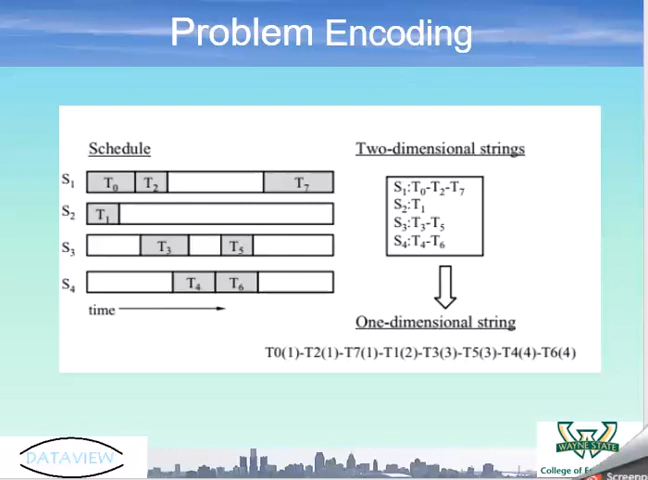 Problem Encoding
Schedule
S1 T0 T2 T7
S2 T1
S3 T3 T5
S4 T4 T6
time
Two-dimensional strings
S1:T0-T2-T7
S2:T1
S3:T3-T5
S4:T4-T6
One-dimensional string
T0(1)-T2(1)-T7(1)-T1(2)-T3(3)-T5(3)-T4(4)-T6(4)
DATAVIEW
WAYNE STATE
College of E
Screenp